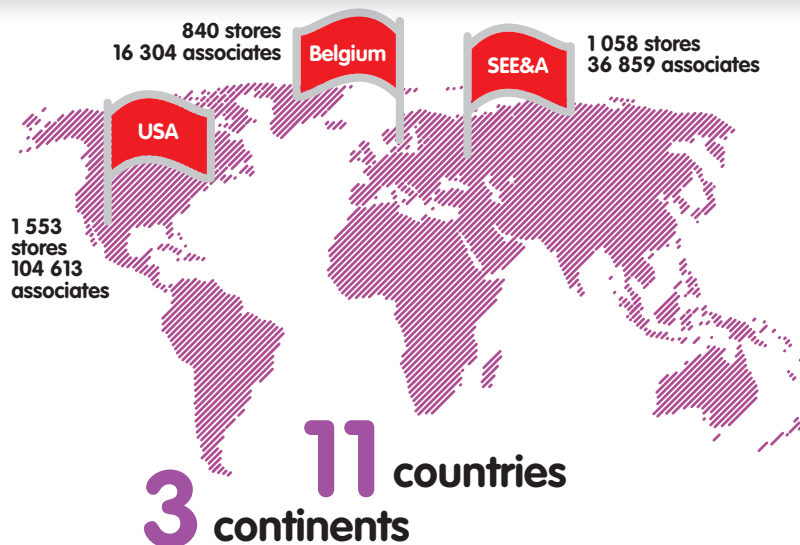 840 stores
16 304 associates
Belgium
SEE&A
1 058 stores
36 859 associates
USA
1 553
stores
104 613
associates
11 countries
3 continents